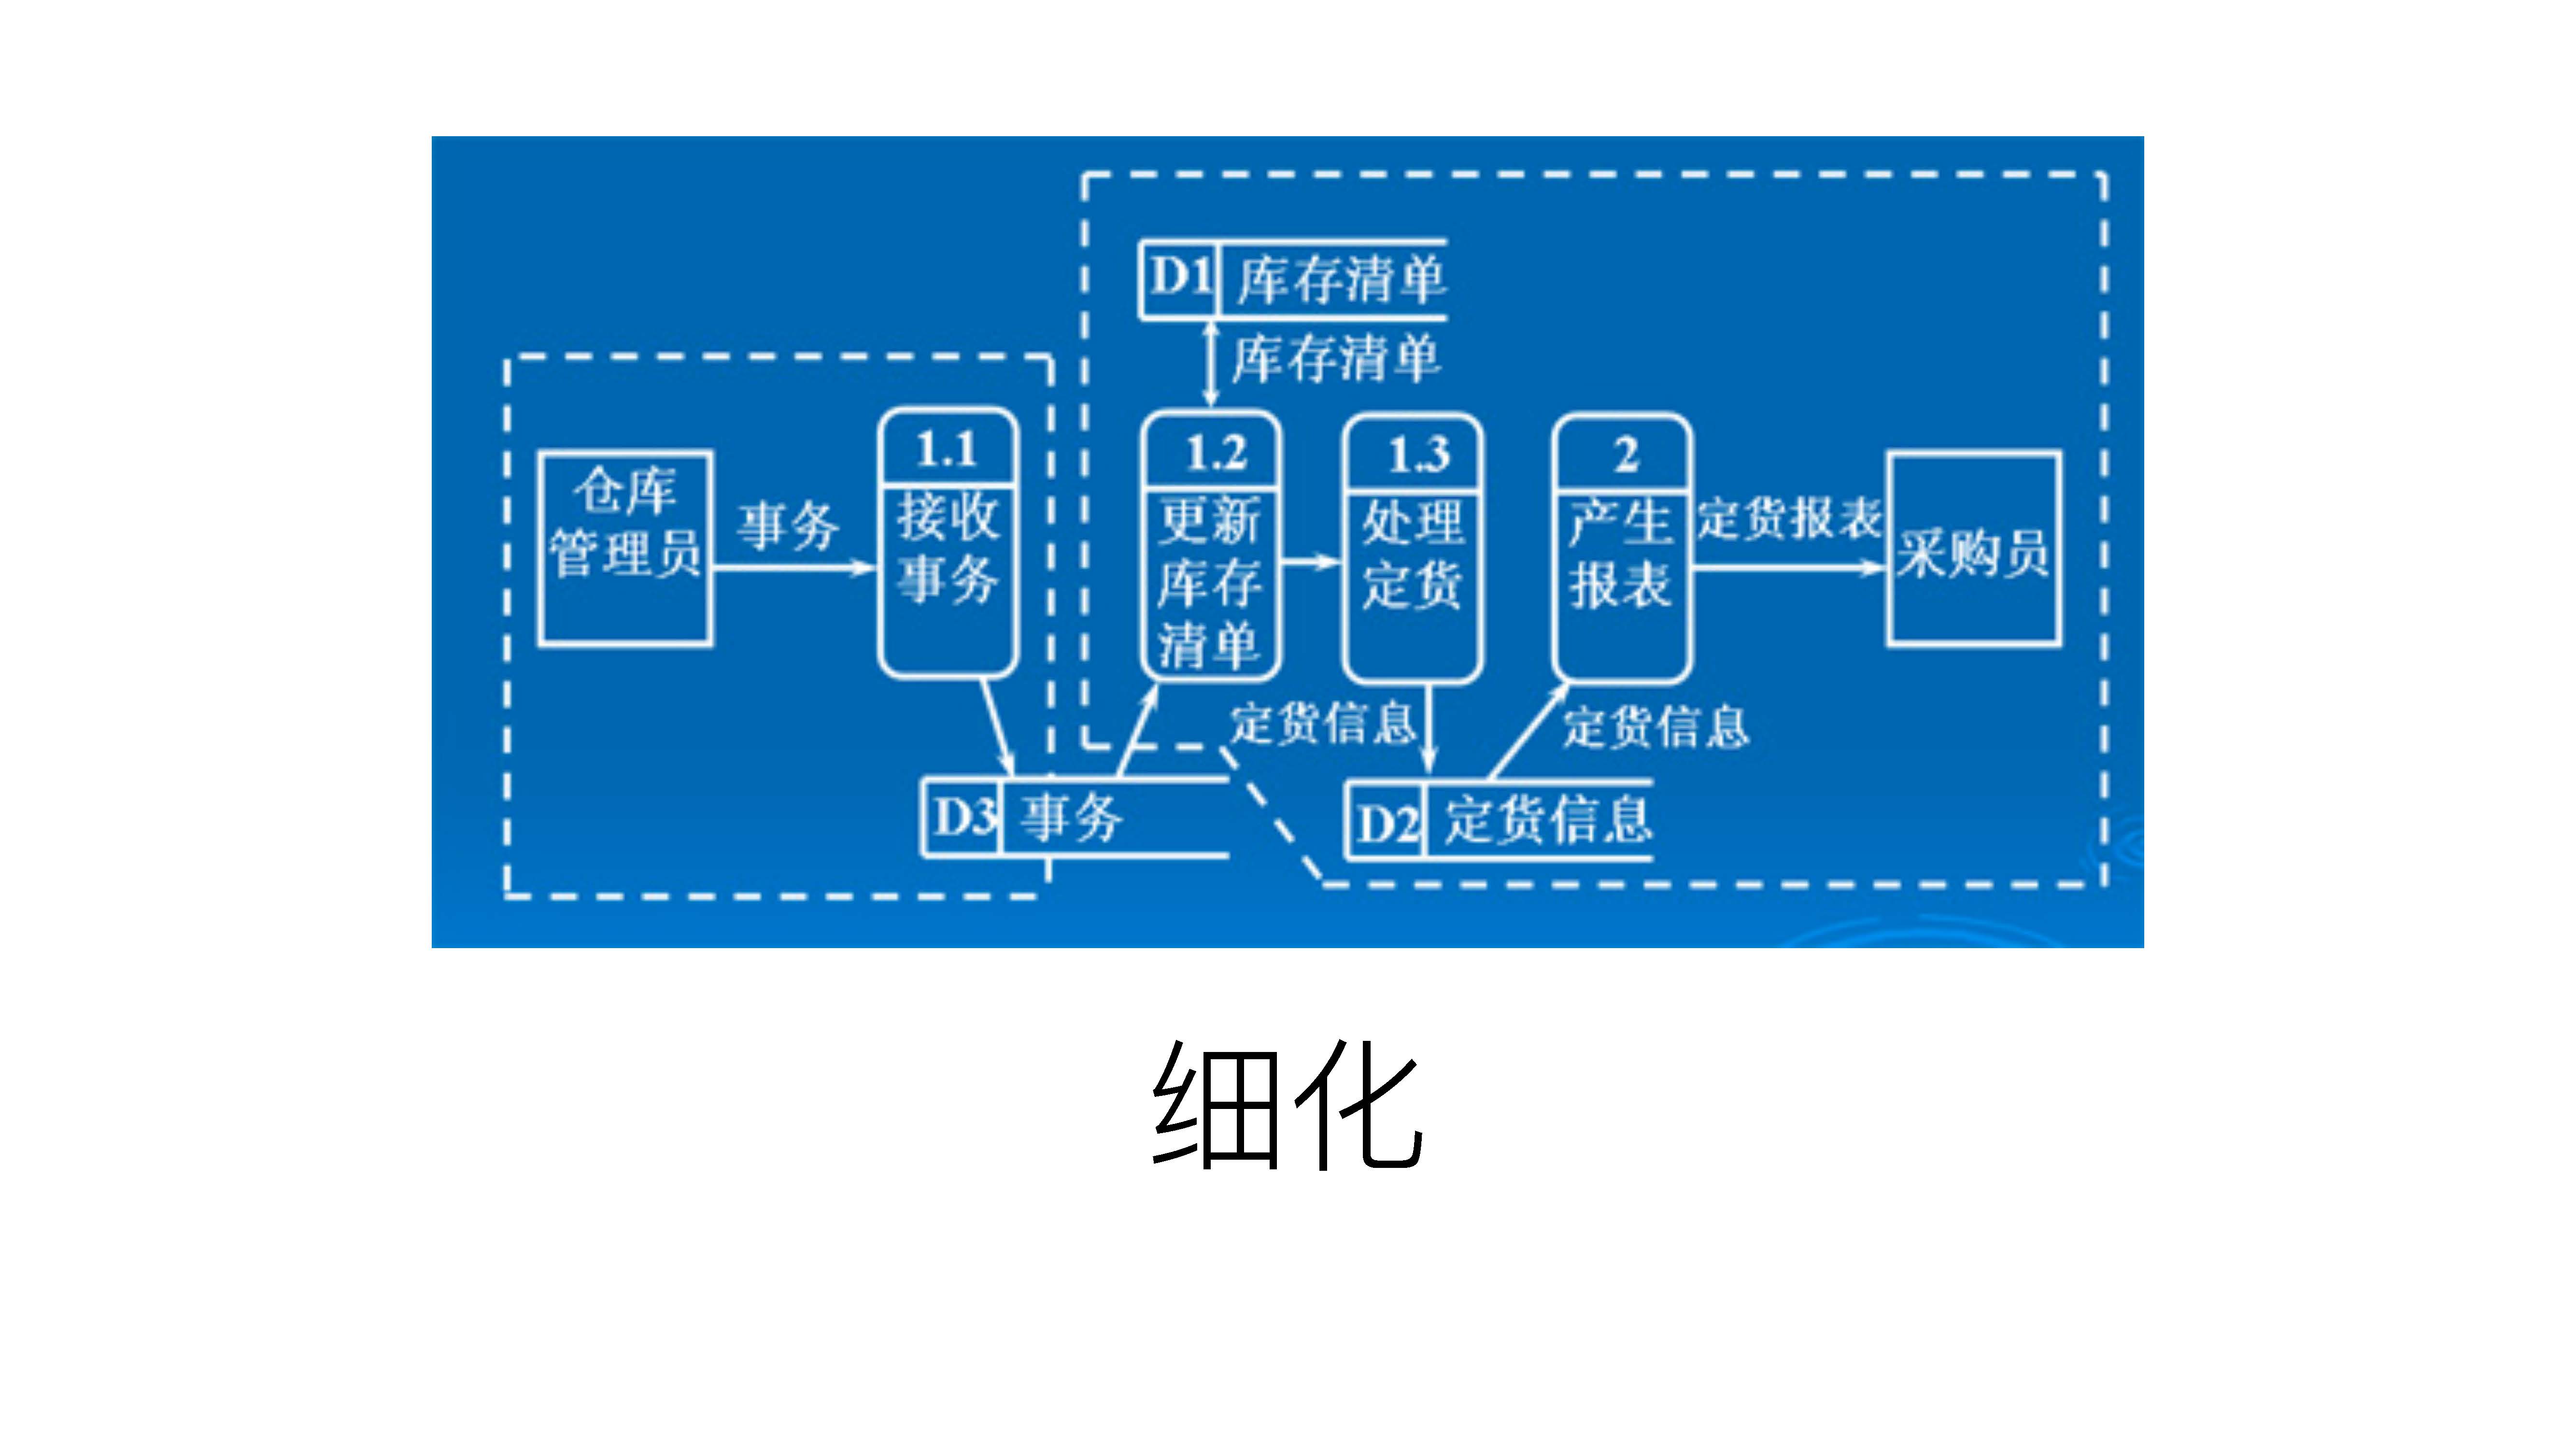 D1 库存清单
库存清单
仓库
管理员
事务
1.1
接收
事务
1.2
更新
库存
清单
1.3
处理
定货
2
产生
报表
定货报表
采购员
定货信息
定货信息
D3 事务
D2 定货信息
细化